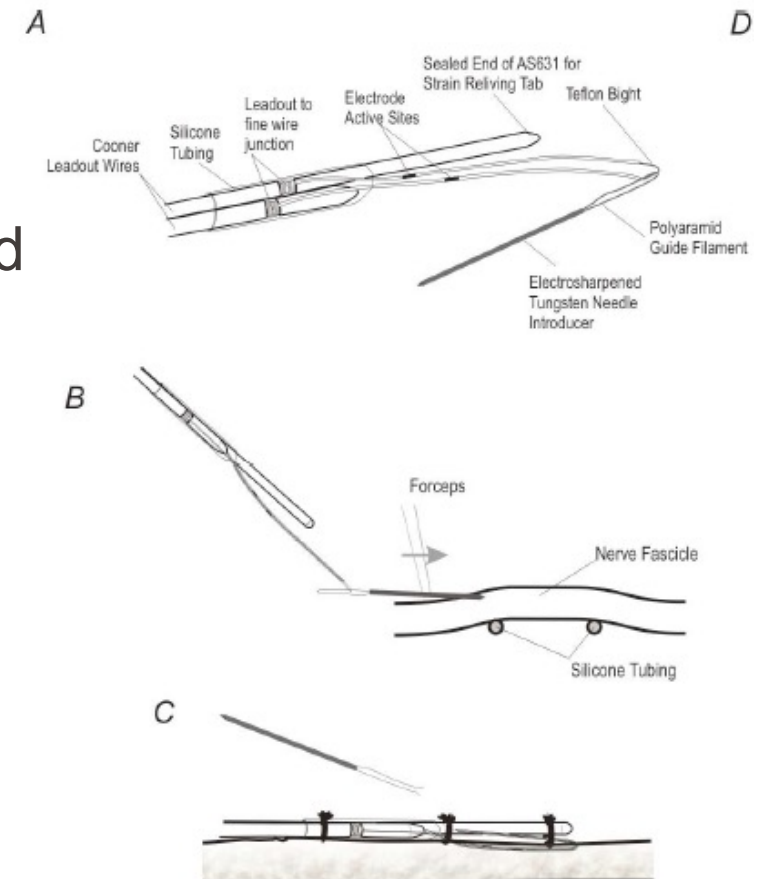 A
D
Sealed End of AS631 for
Strain Reliving Tab
Teflon Bight
Electrode
Active Sites
Leadout to
fine wire
junction
Silicone
Tubing
Cooner
Leadout Wires
d
Polyaramid
Guide Filament
Electrosharpened
Tungsten Needle
Introducer
B
Forceps
Nerve Fascicle
Silicone Tubing
C